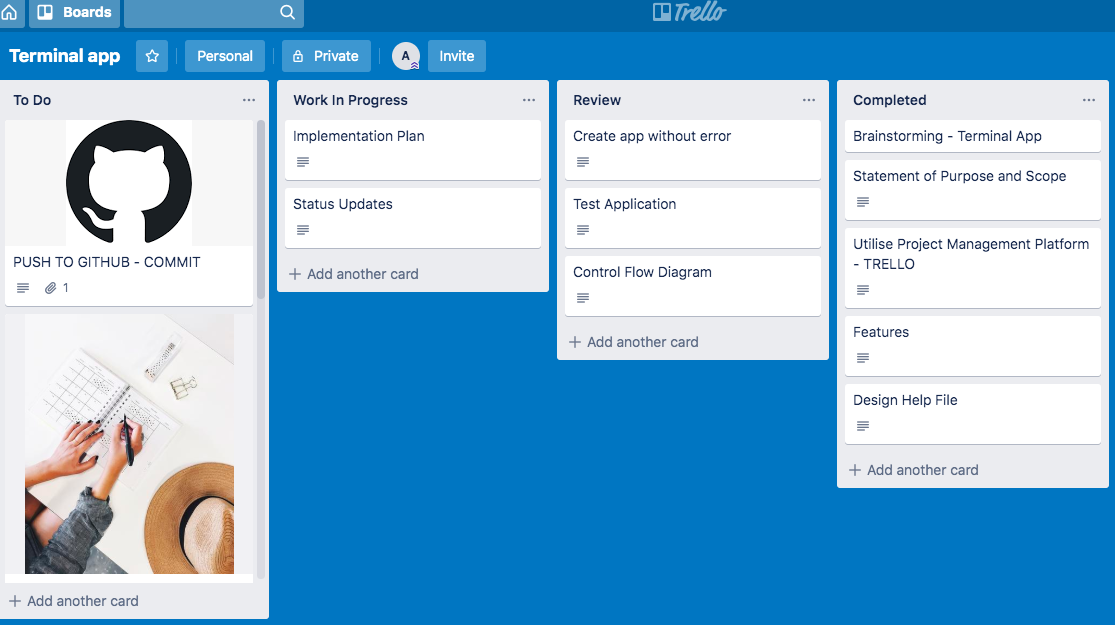 Boards
Trello
Terminal app
Personal
Private
A
Invite
To Do
PUSH TO GITHUB - COMMIT
1
Add another card
Work In Progress
Implementation Plan
Status Updates
Add another card
Review
Create app without error
Test Application
Control Flow Diagram
Add another card
Completed
Brainstorming - Terminal App
Statement of Purpose and Scope
Utilise Project Management Platform
- TRELLO
Features
Design Help File
Add another card